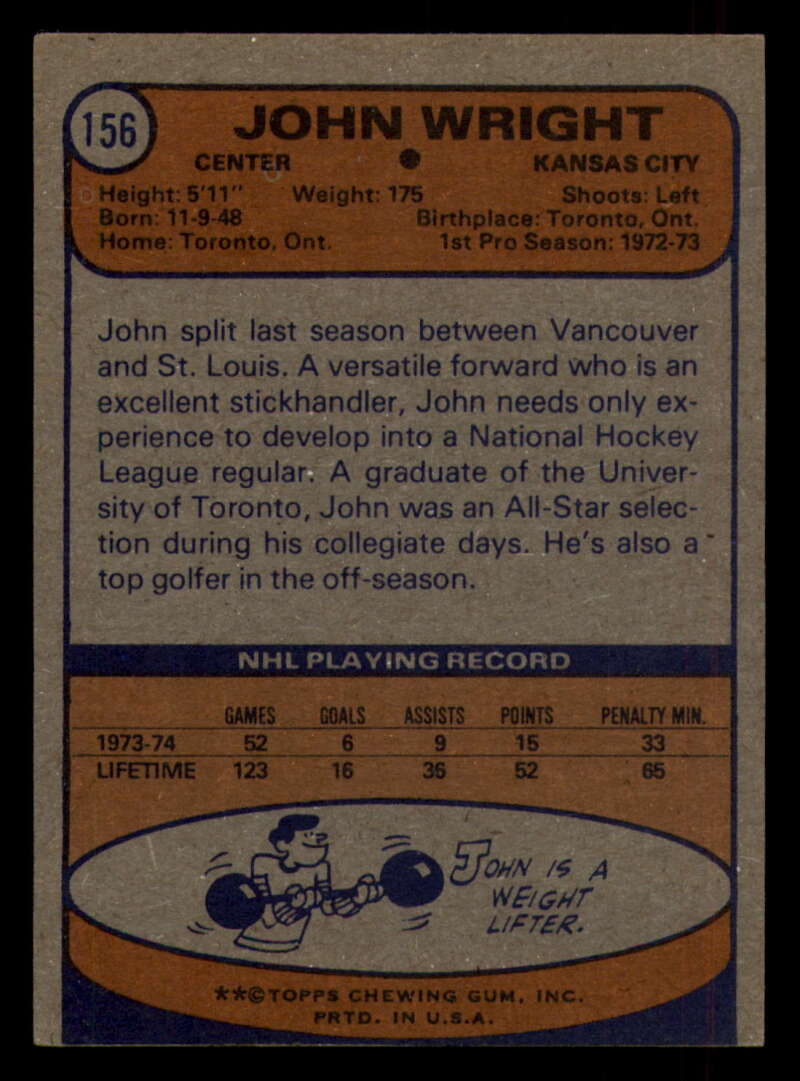 156
JOHN WRIGHT
CENTER ● KANSAS CITY
Height: 5'11" Weight: 175 Shoots: Left
Born: 11-9-48 Birthplace: Toronto, Ont.
Home: Toronto, Ont. 1st Pro Season: 1972-73
John split last season between Vancouver
and St. Louis. A versatile forward who is an
excellent stickhandler, John needs only ex-
perience to develop into a National Hockey
League regular. A graduate of the Univer-
sity of Toronto, John was an All-Star selec-
tion during his collegiate days. He's also a
top golfer in the off-season.
NHL PLAYING RECORD
GAMES GOALS ASSISTS POINTS PENALTY MIN.
1973-74 52 6 9 15 33
LIFETIME 123 16 36 52 65
JOHN IS A
WEIGHT
LIFTER.
**©TOPPS CHEWING GUM, INC.
PRTD. IN U.S.A.